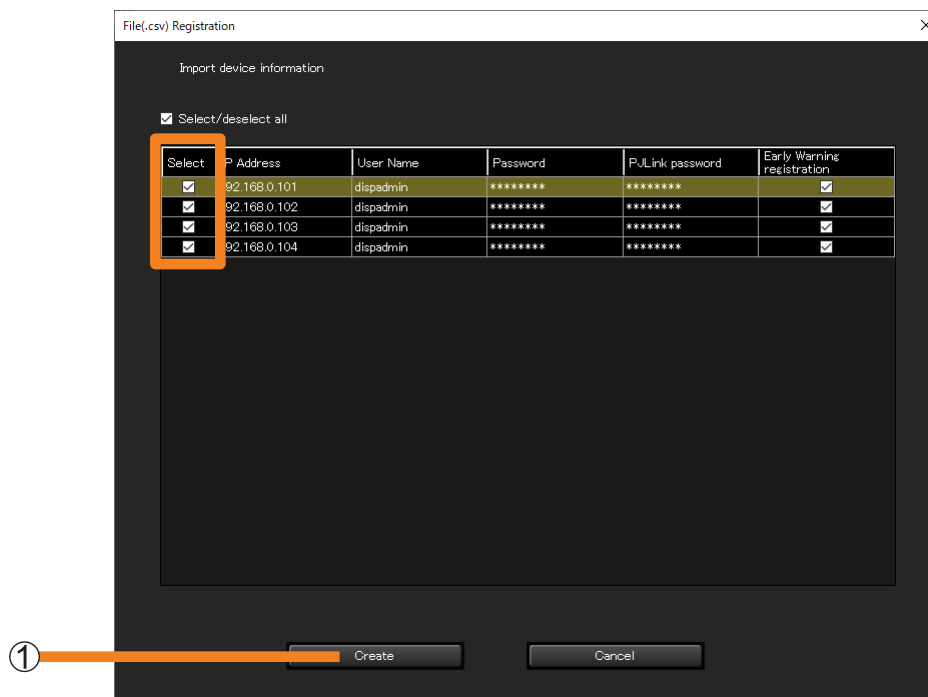 File(.csv) Registration
Import device information
Select/deselect all
Select P Address User Name Password PJLink password Early Warning registration
92.168.0.101 dispadmin ******** ********
92.168.0.102 dispadmin ******** ********
92.168.0.103 dispadmin ******** ********
92.168.0.104 dispadmin ******** ********
① Create Cancel